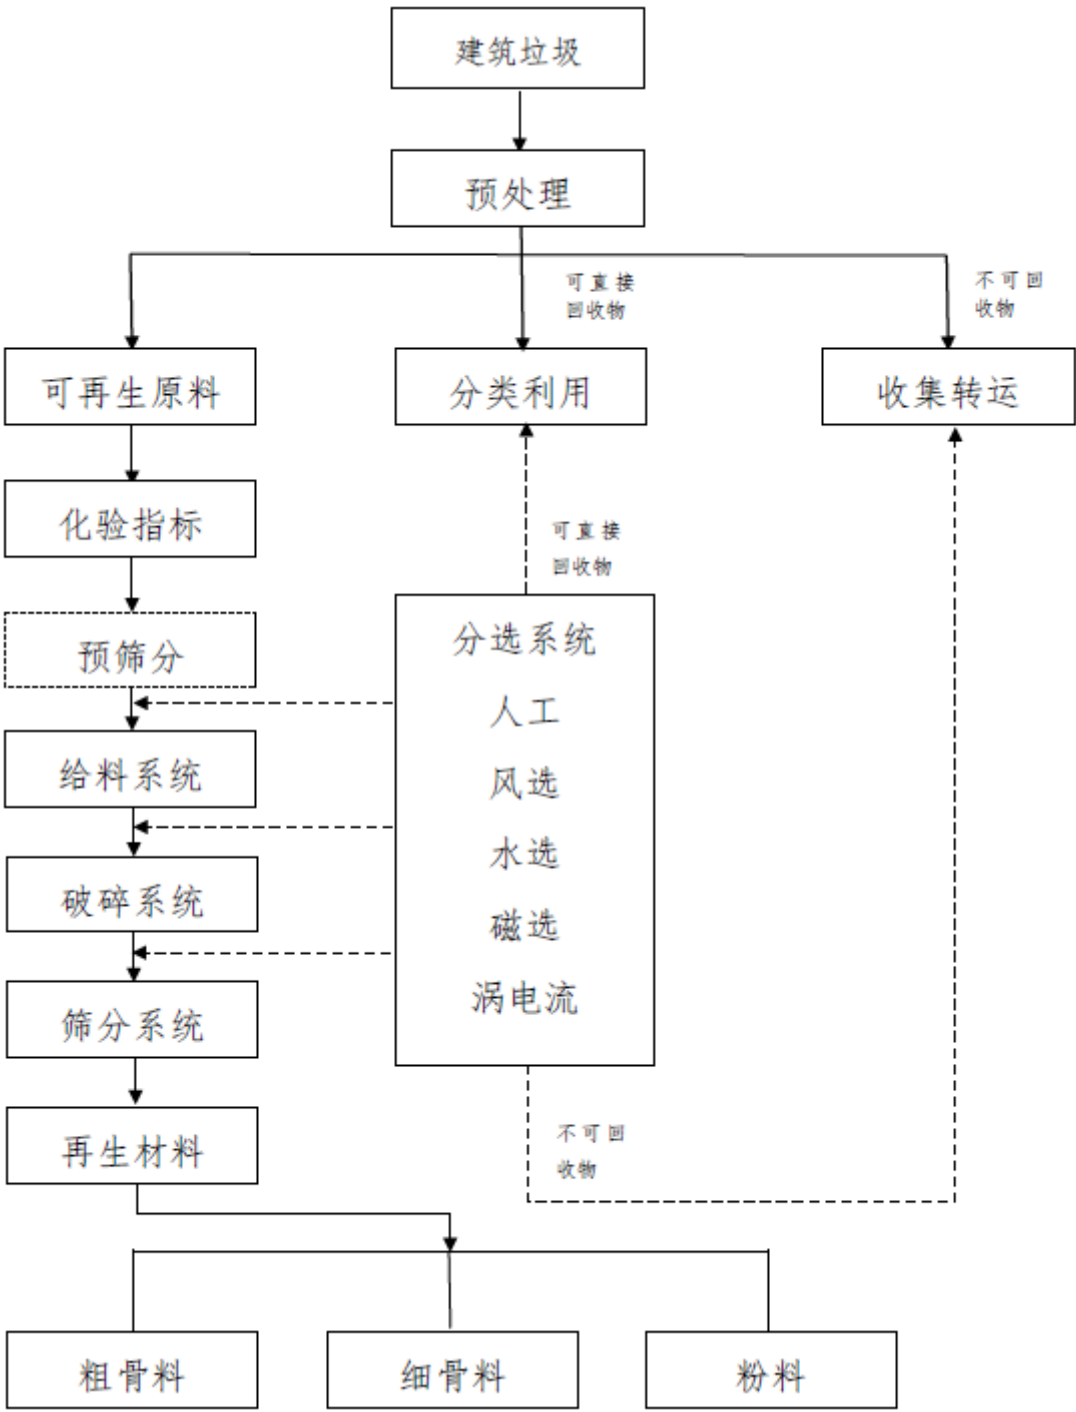 建筑垃圾
预处理
可直接
回收物
不可回
收物
可再生原料
分类利用
收集转运
化验指标
可直接
回收物
预筛分
分选系统
人工
风选
水选
磁选
涡电流
给料系统
破碎系统
筛分系统
再生材料
不可回
收物
粗骨料
细骨料
粉料